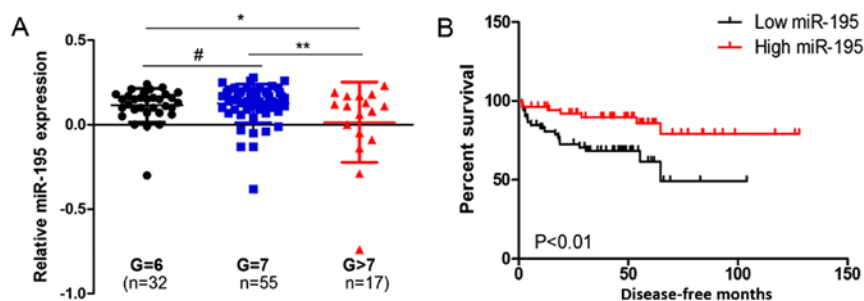 A
*
#
**
Relative miR-195 expression
0.5
0.0
-0.5
-1.0
G=6
(n=32
G=7
n=55
G>7
n=17)
B
Low miR-195
High miR-195
Percent survival
150
100
50
0
P<0.01
0
50
100
150
Disease-free months